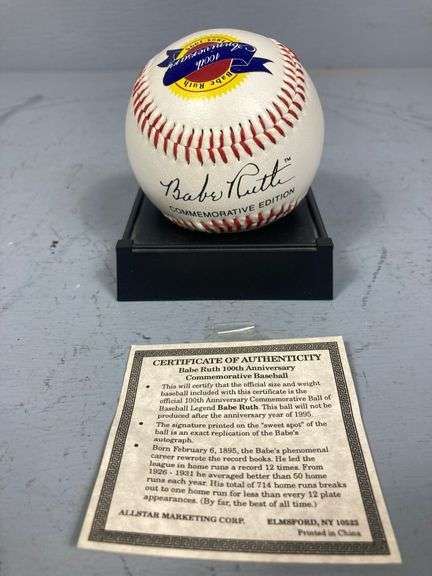 Babe Ruth
100th
Anniversary
Babe Ruth™
COMMEMORATIVE EDITION
CERTIFICATE OF AUTHENTICITY
Babe Ruth 100th Anniversary
Commemorative Baseball
• This will certify that the official size and weight
baseball included with this certificate is the
official 100th Anniversary Commemorative Ball of
Baseball Legend Babe Ruth. This ball will not be
produced after the anniversary year of 1995.
• The signature printed on the "sweet spot" of
the ball is an exact replication of the Babe's
autograph.
• Born February 6, 1895, the Babe's phenomenal
career rewrote the record books. He led the
league in home runs a record 12 times. From
1926 - 1931 he averaged better than 50 home
runs each year. His total of 714 home runs breaks
out to one home run for less than every 12 plate
appearances. (By far, the best of all time.)
ALLSTAR MARKETING CORP. ELMSFORD, NY 10523
Printed in China